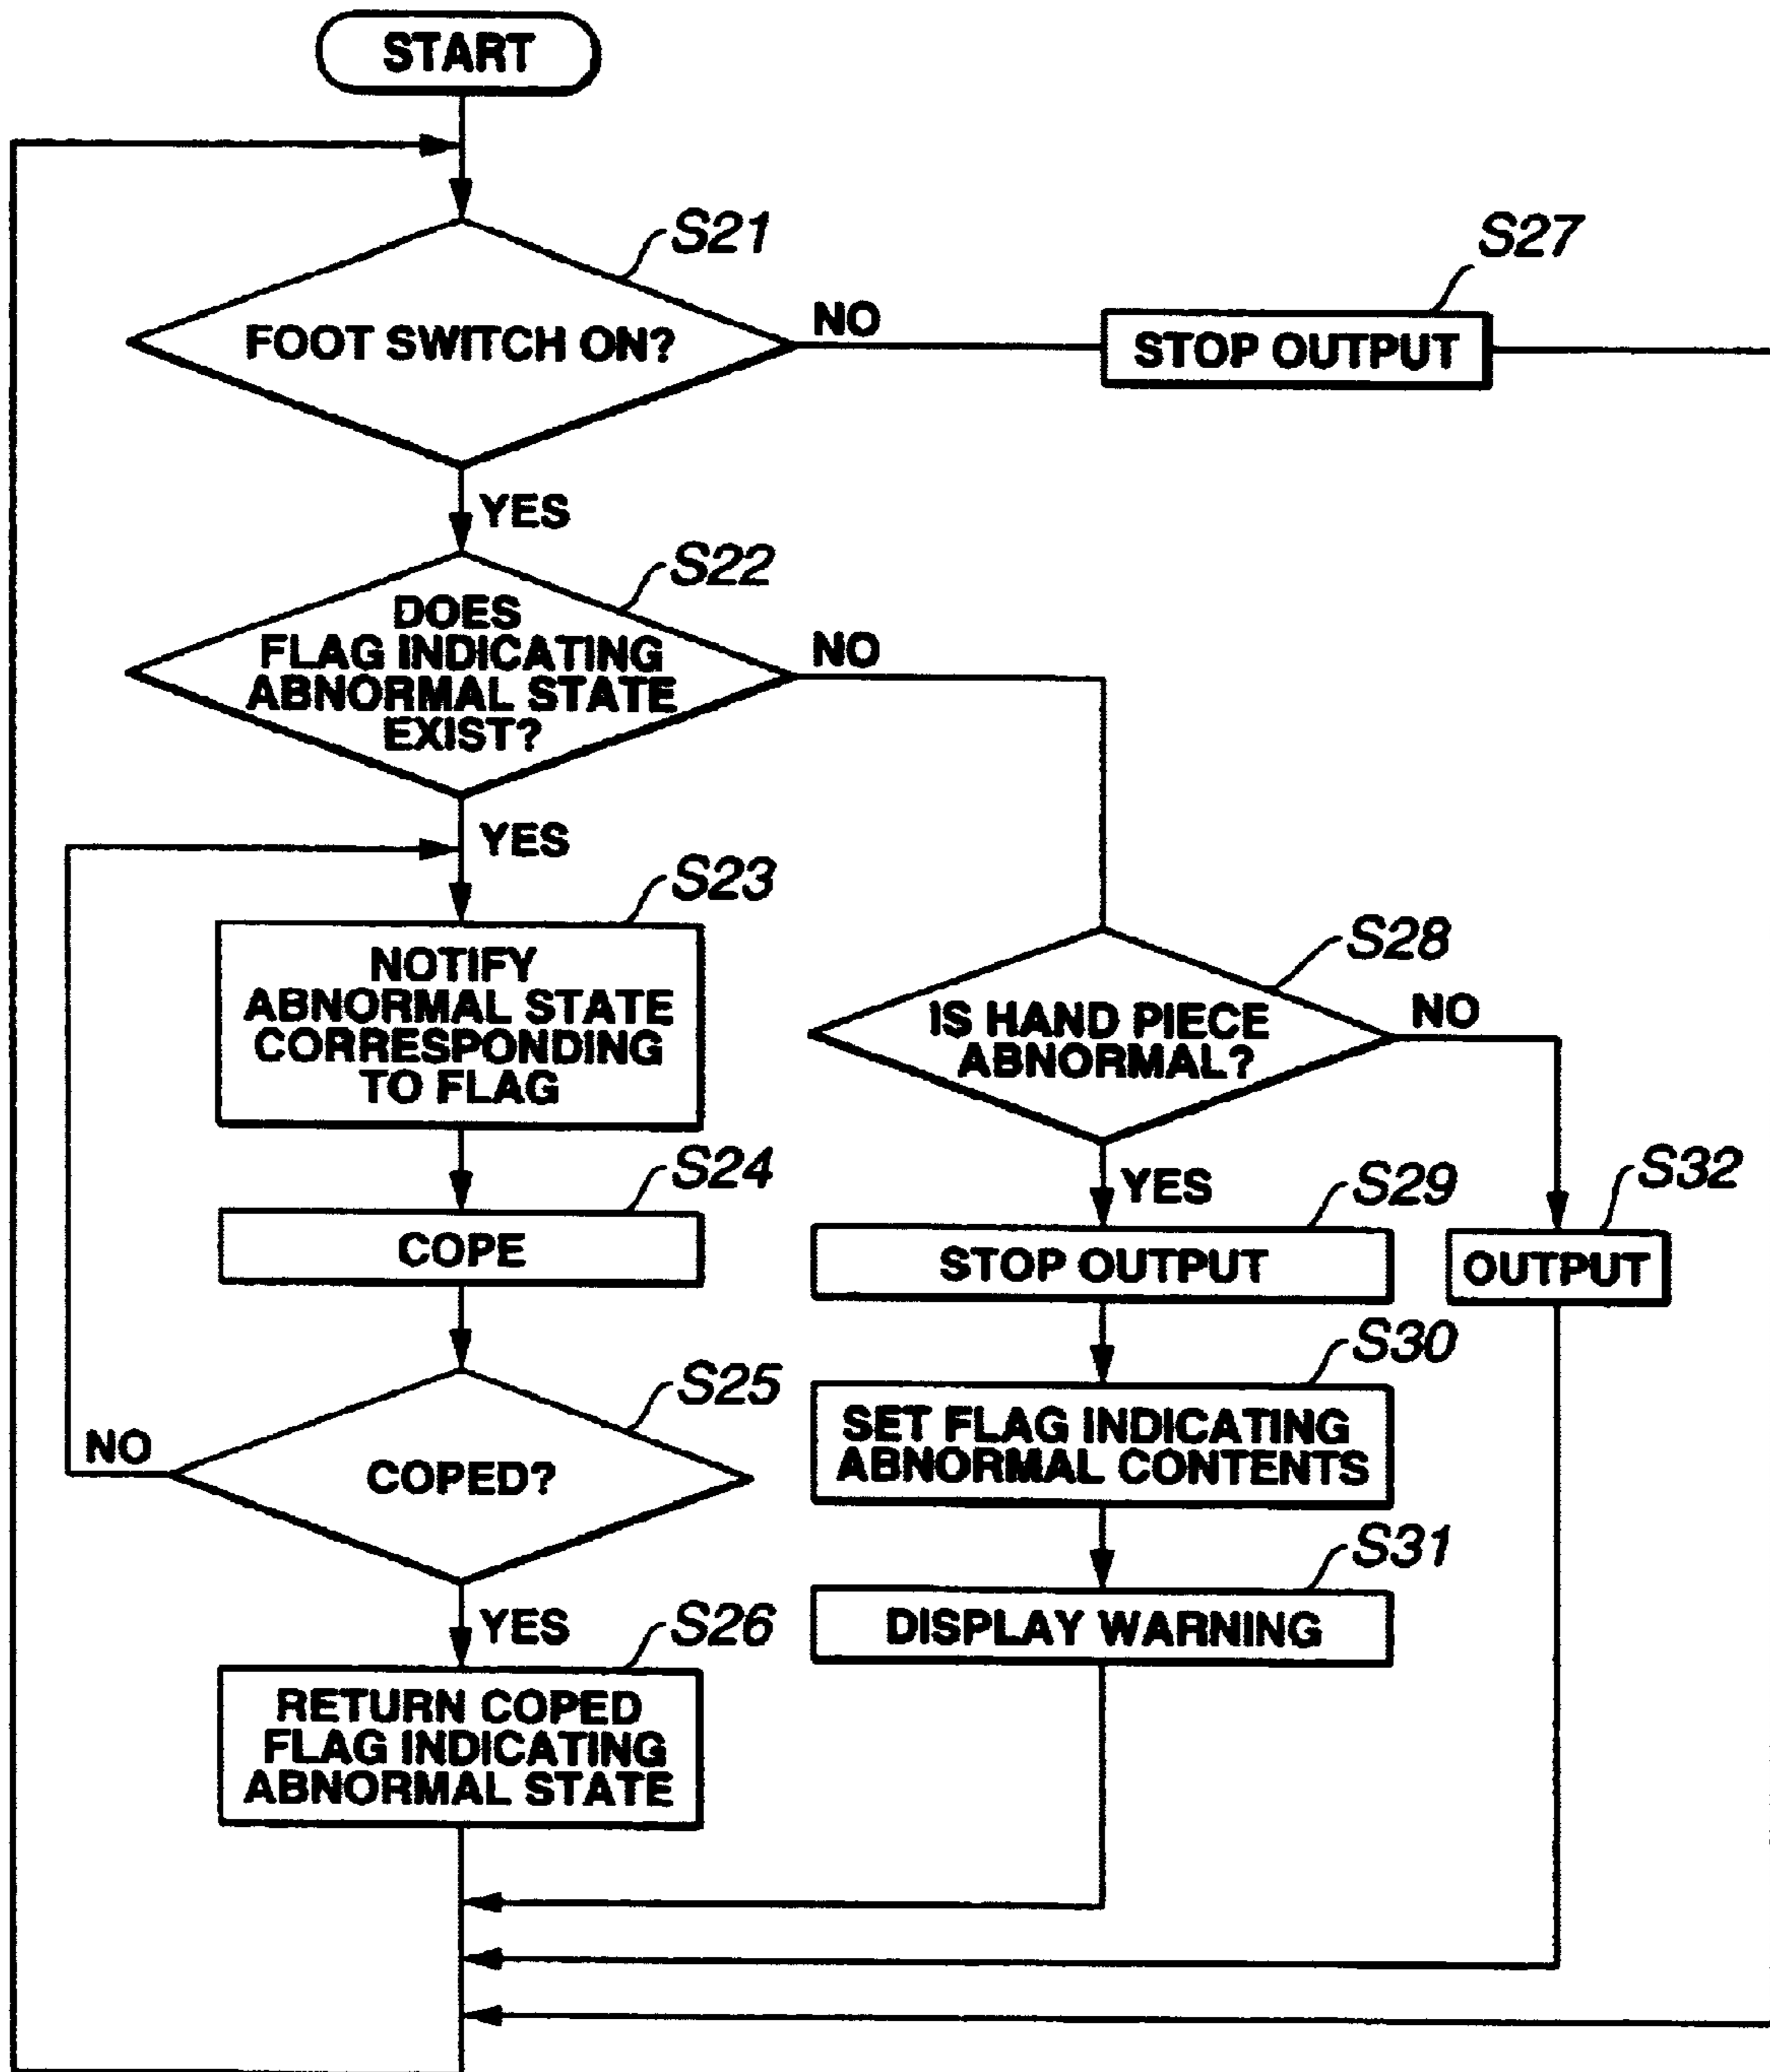 START
S21
FOOT SWITCH ON?
NO
S27
STOP OUTPUT
YES
S22
DOES
FLAG INDICATING
ABNORMAL STATE
EXIST?
NO
YES
S23
NOTIFY
ABNORMAL STATE
CORRESPONDING
TO FLAG
S24
COPE
S25
COPED?
NO
YES
S26
RETURN COPED
FLAG INDICATING
ABNORMAL STATE
S28
IS HAND PIECE
ABNORMAL?
NO
YES
S29
STOP OUTPUT
S32
OUTPUT
S30
SET FLAG INDICATING
ABNORMAL CONTENTS
S31
DISPLAY WARNING